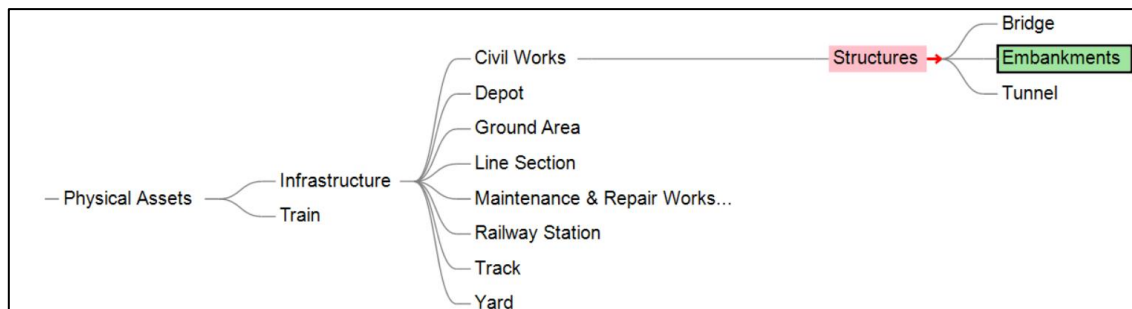 Bridge
Civil Works
Structures
Embankments
Depot
Tunnel
Ground Area
Line Section
Infrastructure
Physical Assets
Maintenance & Repair Works...
Train
Railway Station
Track
Yard